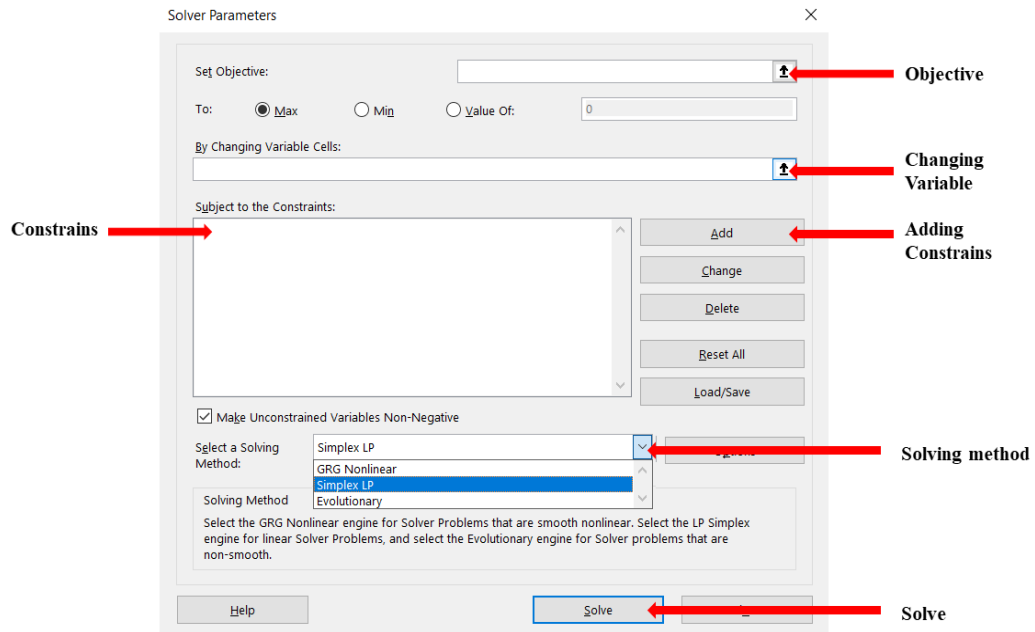 Solver Parameters
Set Objective:
Objective
To:
Max
Min
Value Of:
0
By Changing Variable Cells:
Changing
Variable
Subject to the Constraints:
Constrains
Add
Adding
Constrains
Change
Delete
Reset All
Load/Save
Make Unconstrained Variables Non-Negative
Select a Solving
Method:
Simplex LP
Solving method
GRG Nonlinear
Simplex LP
Evolutionary
Solving Method
Select the GRG Nonlinear engine for Solver Problems that are smooth nonlinear. Select the LP Simplex
engine for linear Solver Problems, and select the Evolutionary engine for Solver problems that are
non-smooth.
Help
Solve
Solve